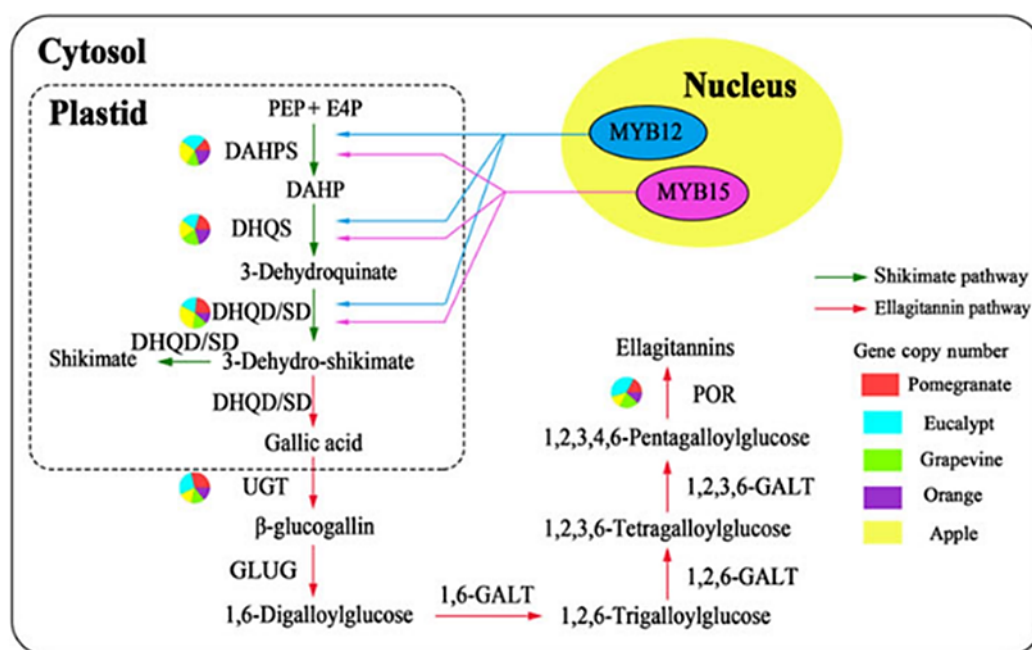 Cytosol
Plastid
Nucleus
PEP + E4P
MYB12
DAHPS
DAHP
MYB15
DHQS
3-Dehydroquinate
Shikimate pathway
DHQD/SD
Ellagitannin pathway
DHQD/SD
Shikimate
3-Dehydro-shikimate
Ellagitannins
Gene copy number
DHQD/SD
POR
Pomegranate
Gallic acid
1,2,3,4,6-Pentagalloylglucose
Eucalypt
UGT
1,2,3,6-GALT
Grapevine
β-glucogallin
1,2,3,6-Tetragalloylglucose
Orange
Apple
GLUG
1,2,6-GALT
1,6-Digalloylglucose
1,6-GALT
1,2,6-Trigalloylglucose